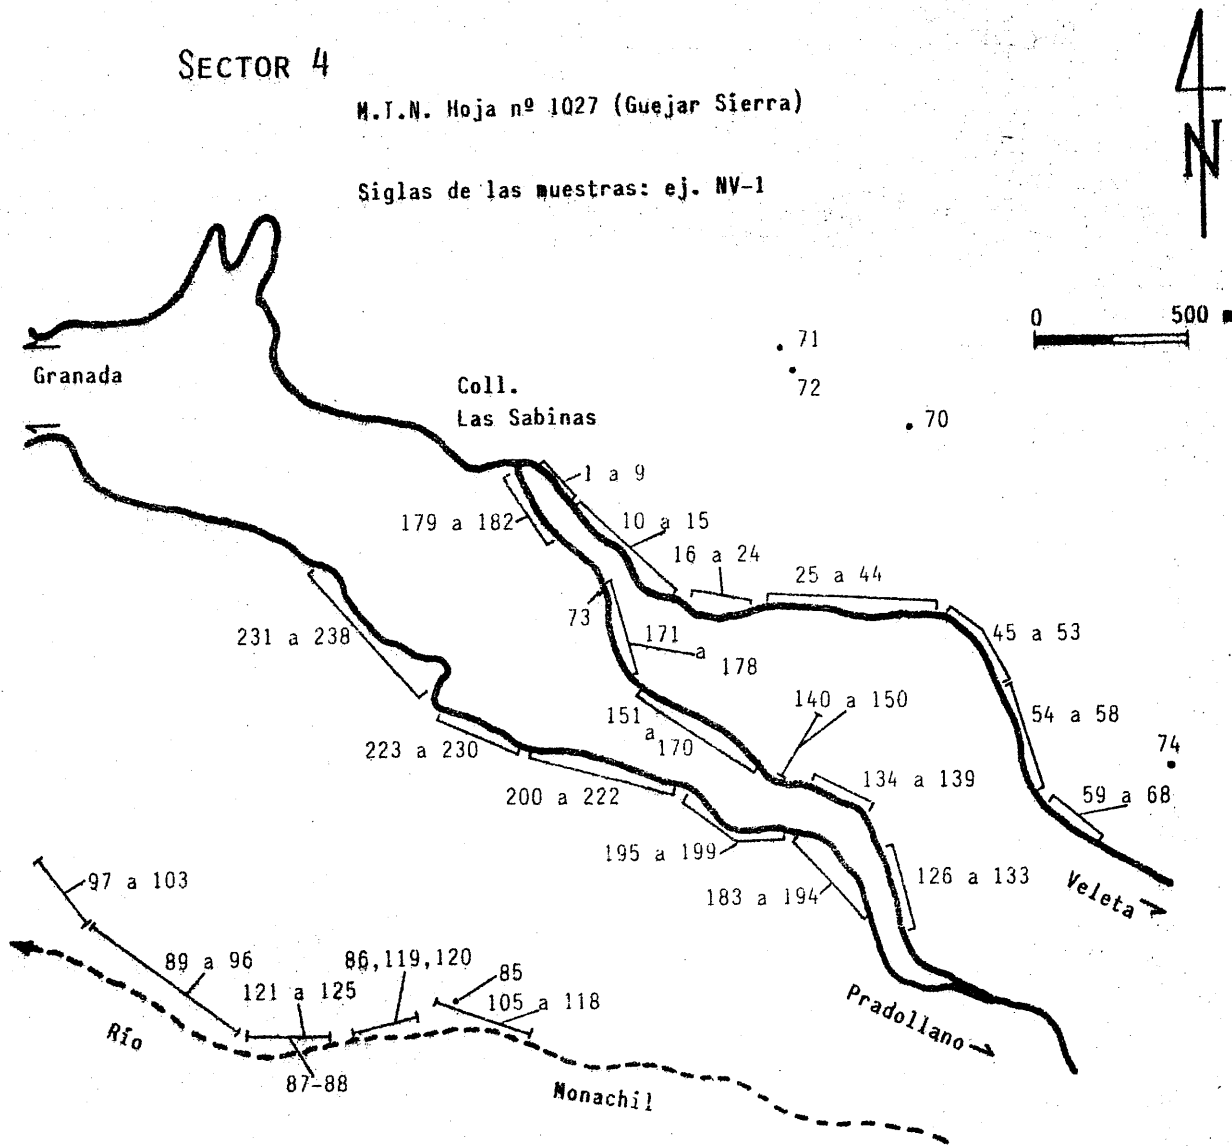 SECTOR 4
M.T.N. Hoja nº 1027 (Guejar Sierra)
Siglas de las muestras: ej. NV-1
N
0 500 m
Granada
Coll.
Las Sabinas
71
72
70
1 a 9
10 a 15
179 a 182
16 a 24
25 a 44
73
171
a
178
45 a 53
231 a 238
140 a 150
151
a
170
54 a 58
74
223 a 230
200 a 222
134 a 139
59 a 68
195 a 199
183 a 194
126 a 133
Veleta
97 a 103
89 a 96
86,119,120
85
121 a 125
105 a 118
Pradollano
Río
87-88
Monachil